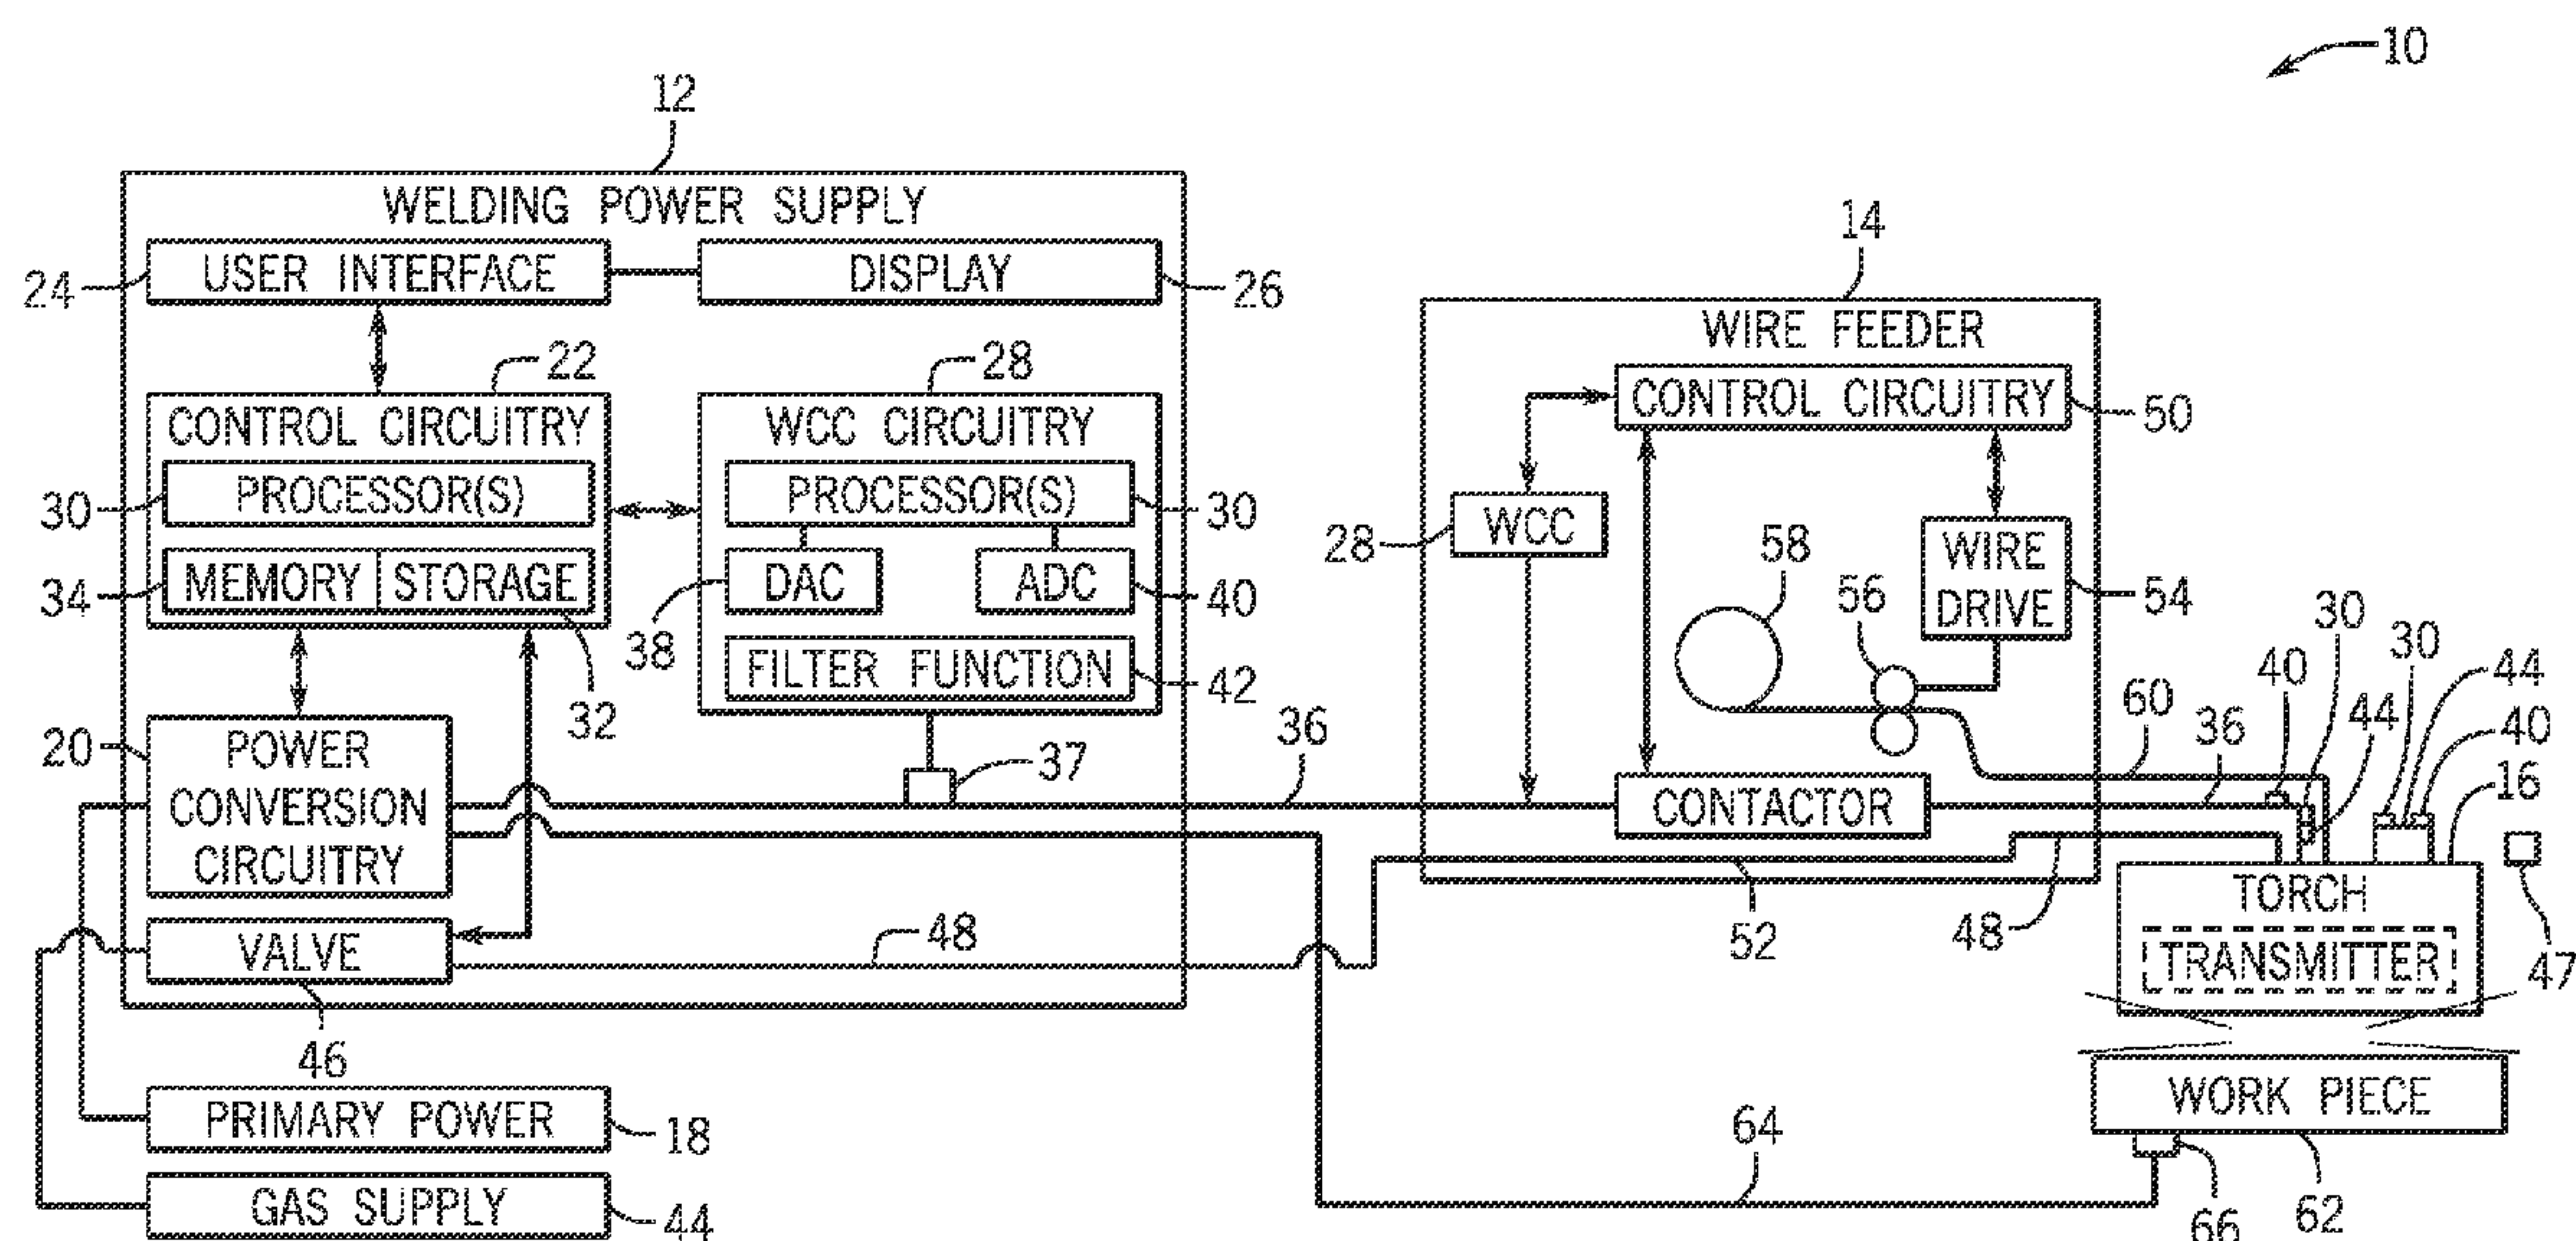 10
12
WELDING POWER SUPPLY
24
USER INTERFACE
DISPLAY
26
22
CONTROL CIRCUITRY
30
PROCESSOR(S)
34
MEMORY
STORAGE
32
28
WCC CIRCUITRY
PROCESSOR(S)
30
DAC
38
ADC
40
FILTER FUNCTION
42
20
POWER
CONVERSION
CIRCUITRY
37
36
VALVE
46
48
PRIMARY POWER
18
GAS SUPPLY
44
14
WIRE FEEDER
CONTROL CIRCUITRY
50
28
WCC
58
56
WIRE
DRIVE
54
CONTACTOR
52
60
36
40
30
44
30
44
40
16
48
TORCH
TRANSMITTER
47
WORK PIECE
64
66
62